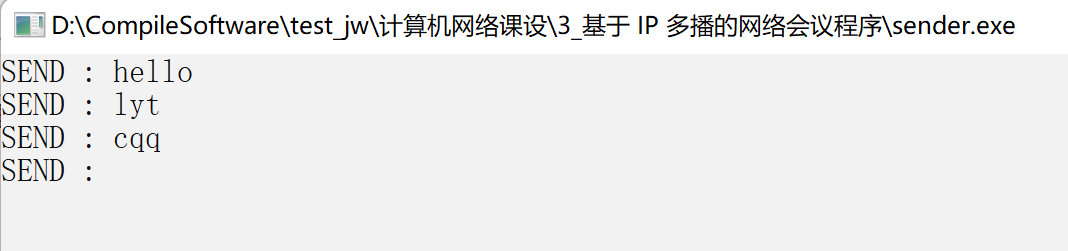 D:\CompileSoftware\test_jw\计算机网络课设\3_基于 IP 多播的网络会议程序\sender.exe
SEND : hello
SEND : lyt
SEND : cqq
SEND :